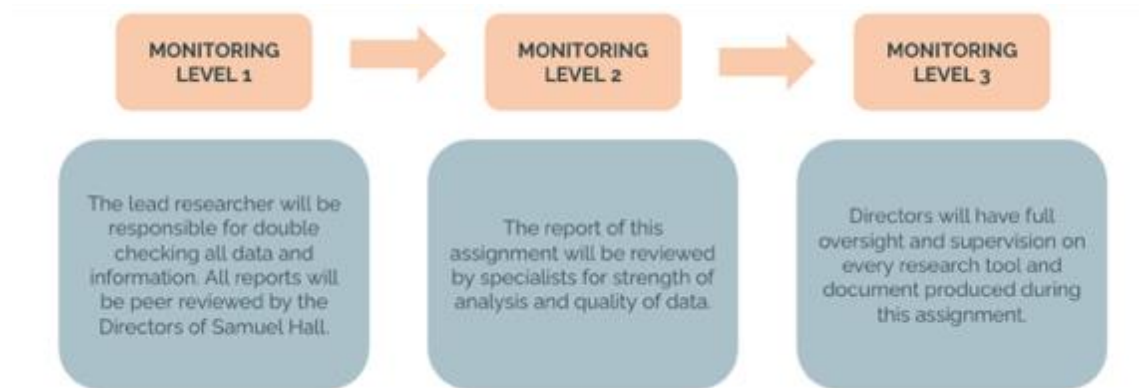 MONITORING
LEVEL 1
MONITORING
LEVEL 2
MONITORING
LEVEL 3
The lead researcher will be
responsible for double
checking all data and
information. All reports will
be peer reviewed by the
Directors of Samuel Hall.
The report of this
assignment will be reviewed
by specialists for strength of
analysis and quality of data.
Directors will have full
oversight and supervision on
every research tool and
document produced during
this assignment.